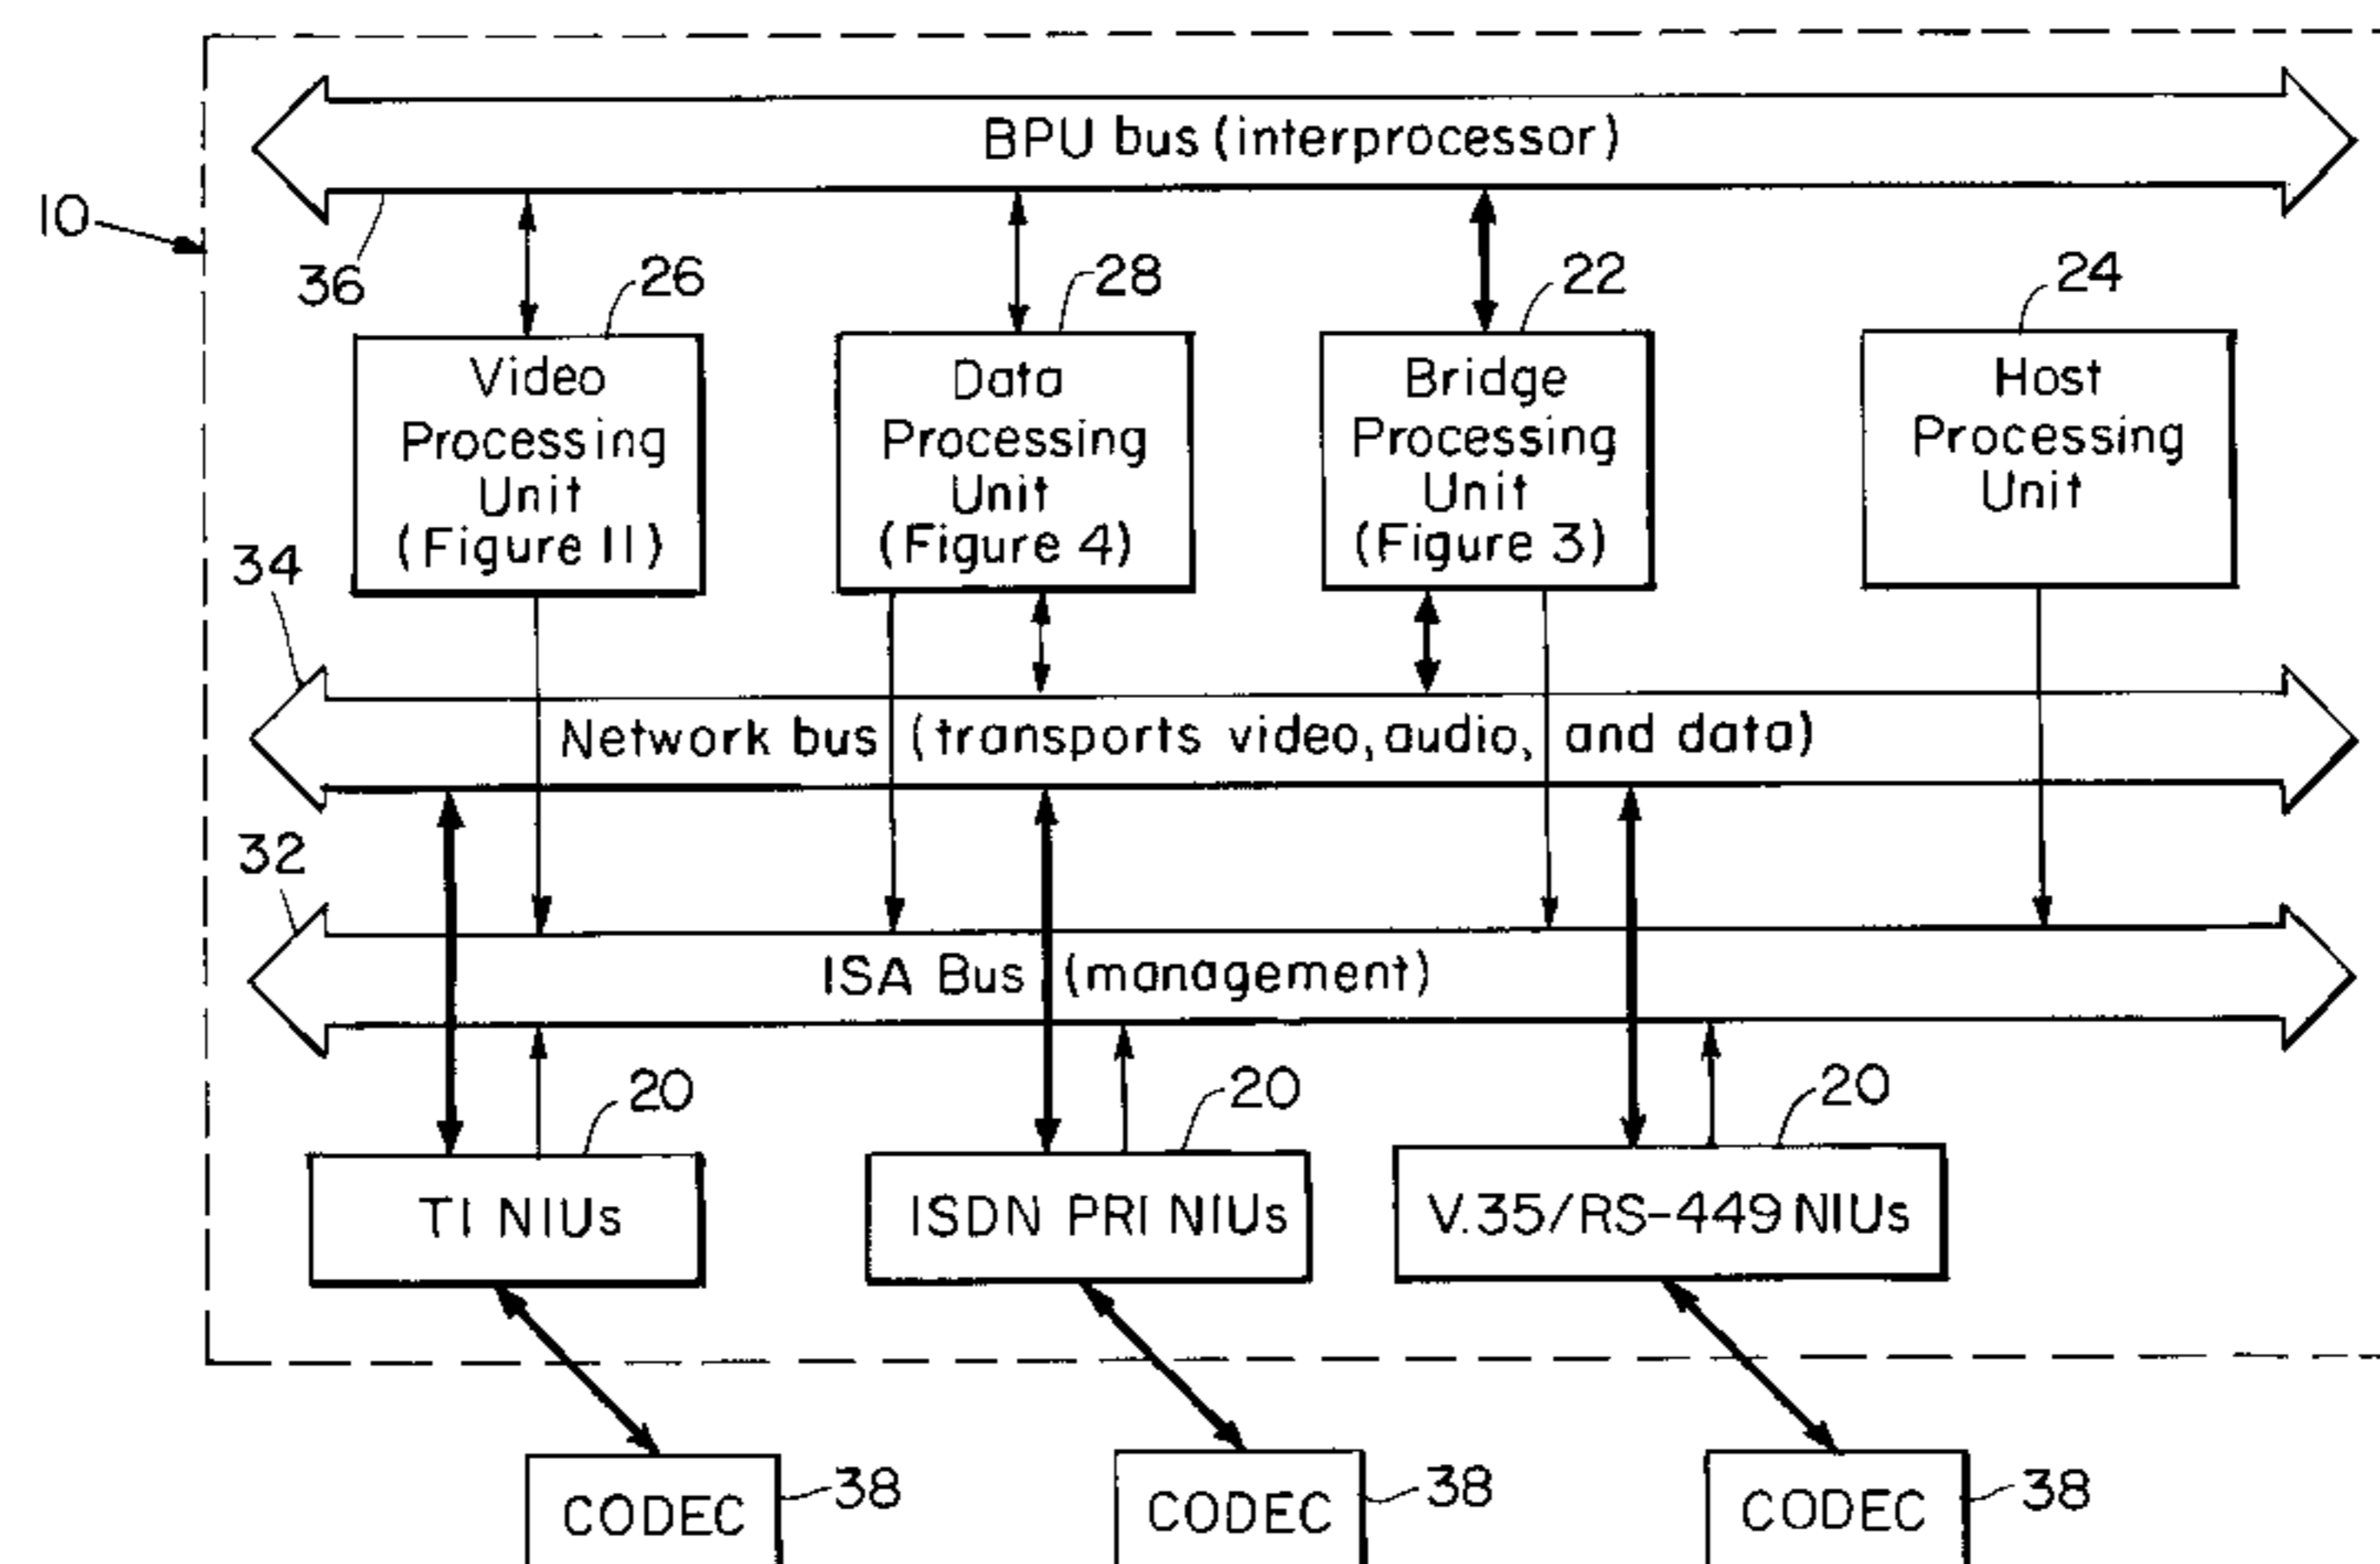 BPU bus (interprocessor)
10
36
26
28
22
24
Video
Processing
Unit
(Figure 11)
Data
Processing
Unit
(Figure 4)
Bridge
Processing
Unit
(Figure 3)
Host
Processing
Unit
34
Network bus (transports video, audio, and data)
32
ISA Bus (management)
20
20
20
T1 NIUs
ISDN PRI NIUs
V.35/RS-449 NIUs
CODEC
38
CODEC
38
CODEC
38